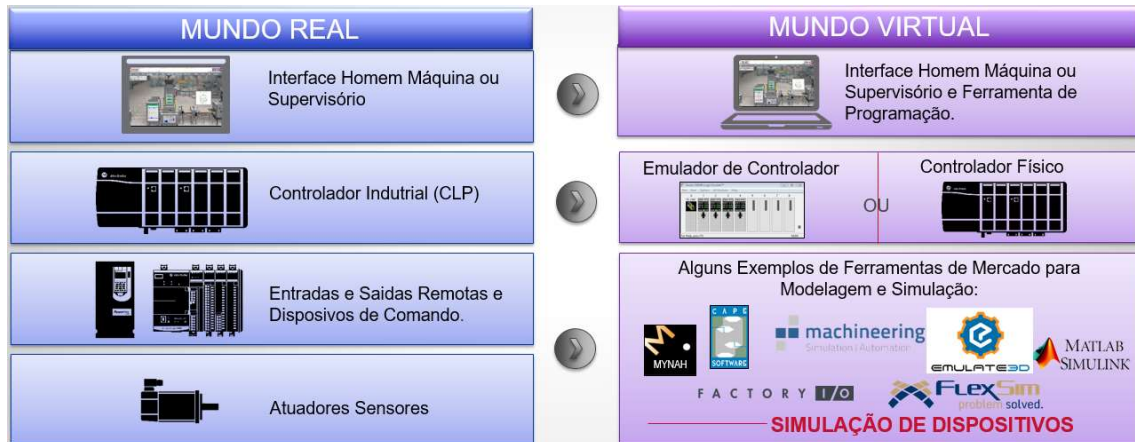 MUNDO REAL
Interface Homem Máquina ou
Supervisório
Controlador Indutrial (CLP)
Entradas e Saidas Remotas e
Disposivos de Comando.
Atuadores Sensores
MUNDO VIRTUAL
Interface Homem Máquina ou
Supervisório e Ferramenta de
Programação.
Emulador de Controlador
OU
Controlador Físico
Alguns Exemplos de Ferramentas de Mercado para
Modelagem e Simulação:
MYNAH
CAPE
SOFTWARE
machineering
Simulation | Automation
EMULATE3D
MATLAB
SIMULINK
FACTORY I/O
FLEXSIM
problem solved.
SIMULAÇÃO DE DISPOSITIVOS